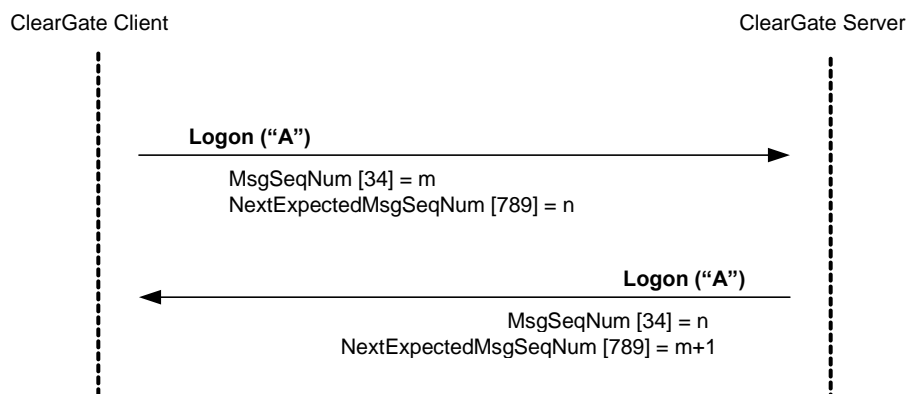 ClearGate Client
ClearGate Server
Logon (“A”)
MsgSeqNum [34] = m
NextExpectedMsgSeqNum [789] = n
Logon (“A”)
MsgSeqNum [34] = n
NextExpectedMsgSeqNum [789] = m+1